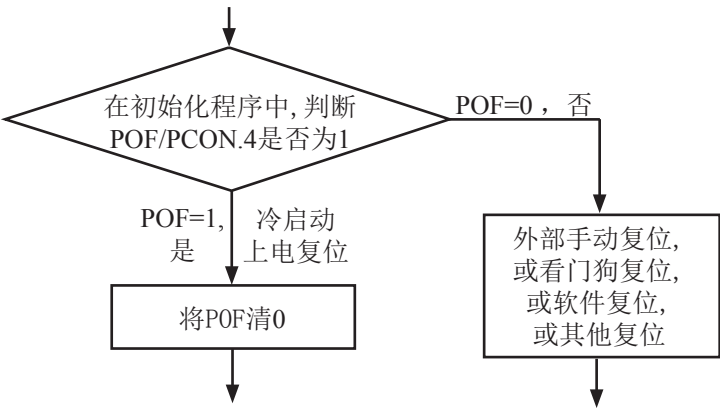 在初始化程序中,判断
POF/PCON.4是否为1
POF=0，否
POF=1,
是
冷启动
上电复位
将POF清0
外部手动复位,
或看门狗复位,
或软件复位,
或其他复位